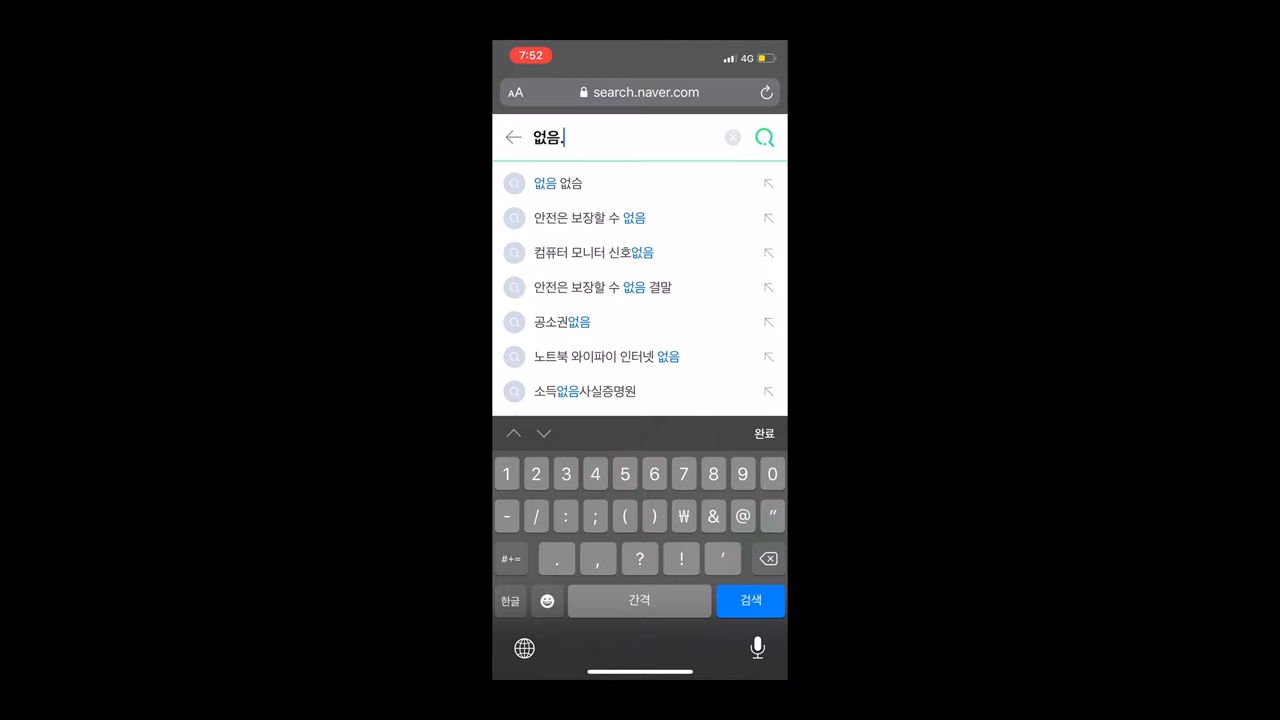 7:52
4G
AA search.naver.com
없음.
없음 없슴
안전은 보장할 수 없음
컴퓨터 모니터 신호없음
안전은 보장할 수 없음 결말
공소권없음
노트북 와이파이 인터넷 없음
소득없음사실증명원
완료
1 2 3 4 5 6 7 8 9 0
- / : ; ( ) ₩ & @ "
#+= . , ? ! '
한글 간격 검색